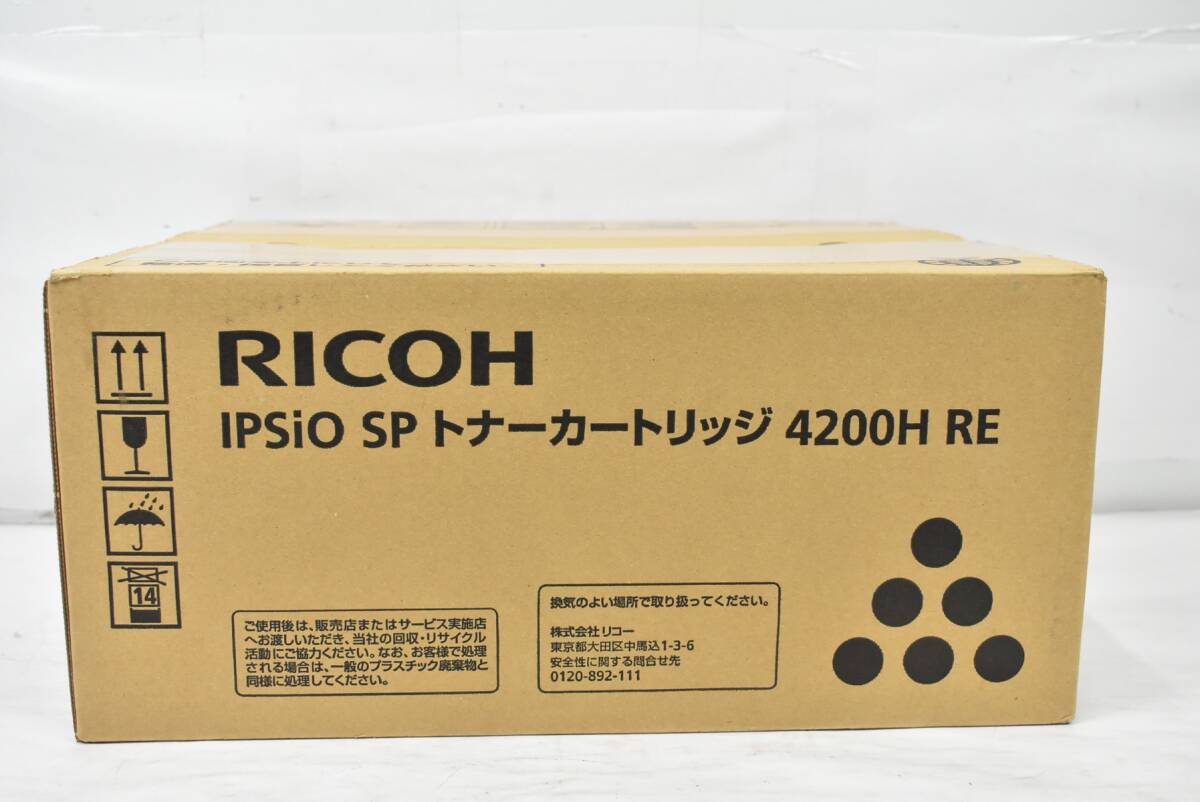 RICOH
IPSiO SP トナーカートリッジ 4200H RE
14
ご使用後は、販売店またはサービス実施店
へお渡しいただき、当社の回収・リサイクル
活動にご協力ください。なお、お客様で処理
される場合は、一般のプラスチック廃棄物と
同様に処理してください。
換気のよい場所で取り扱ってください。
株式会社リコー
東京都大田区中馬込1-3-6
安全性に関する問合せ先
0120-892-111